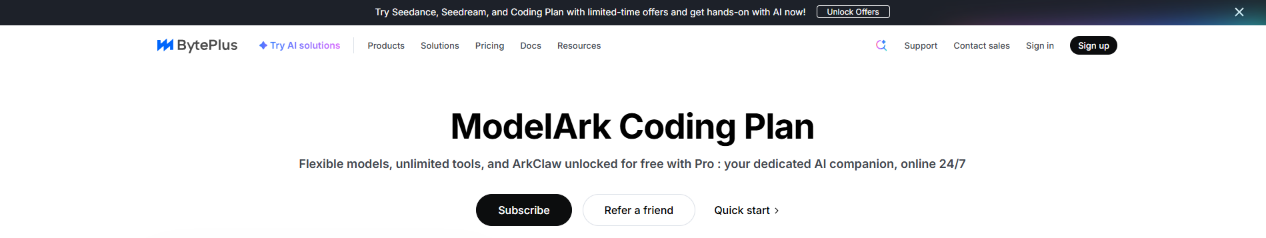 Try Seedance, Seedream, and Coding Plan with limited-time offers and get hands-on with AI now! Unlock Offers
BytePlus Try AI solutions Products Solutions Pricing Docs Resources Support Contact sales Sign in Sign up
ModelArk Coding Plan
Flexible models, unlimited tools, and ArkClaw unlocked for free with Pro : your dedicated AI companion, online 24/7
Subscribe Refer a friend Quick start